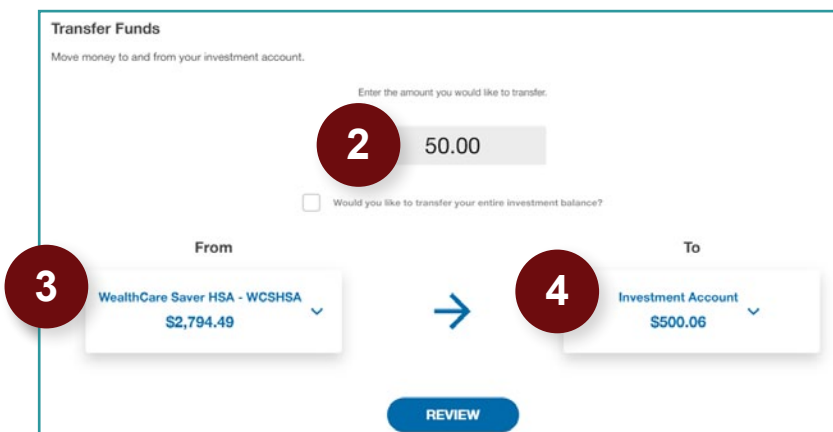 Transfer Funds
Move money to and from your investment account.
Enter the amount you would like to transfer.
2
50.00
Would you like to transfer your entire investment balance?
From
To
3
WealthCare Saver HSA - WCSHSA
$2,794.49
4
Investment Account
$500.06
REVIEW